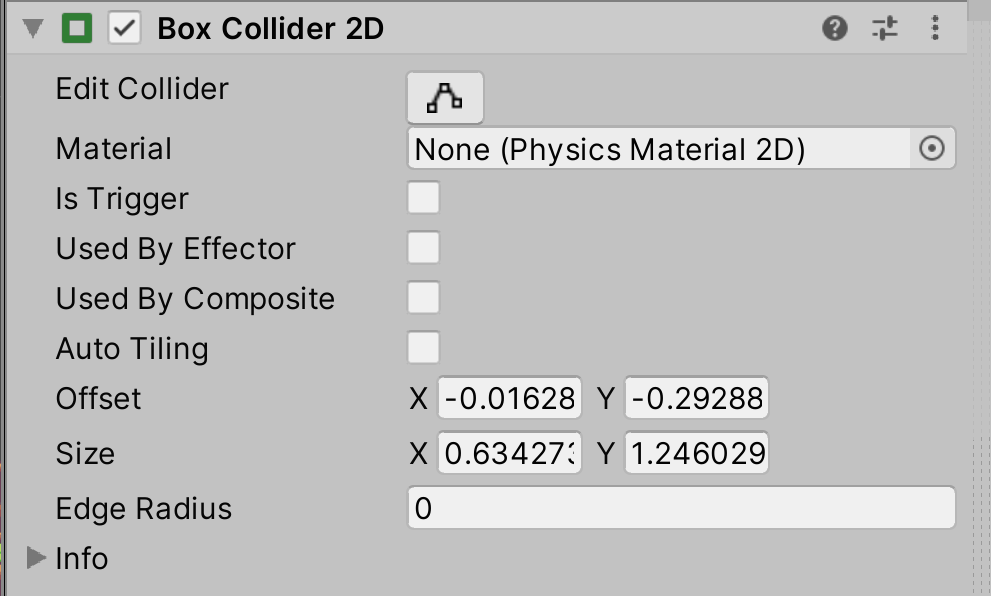 Box Collider 2D
Edit Collider
Material None (Physics Material 2D)
Is Trigger
Used By Effector
Used By Composite
Auto Tiling
Offset X -0.01628 Y -0.29288
Size X 0.634273 Y 1.246029
Edge Radius 0
Info